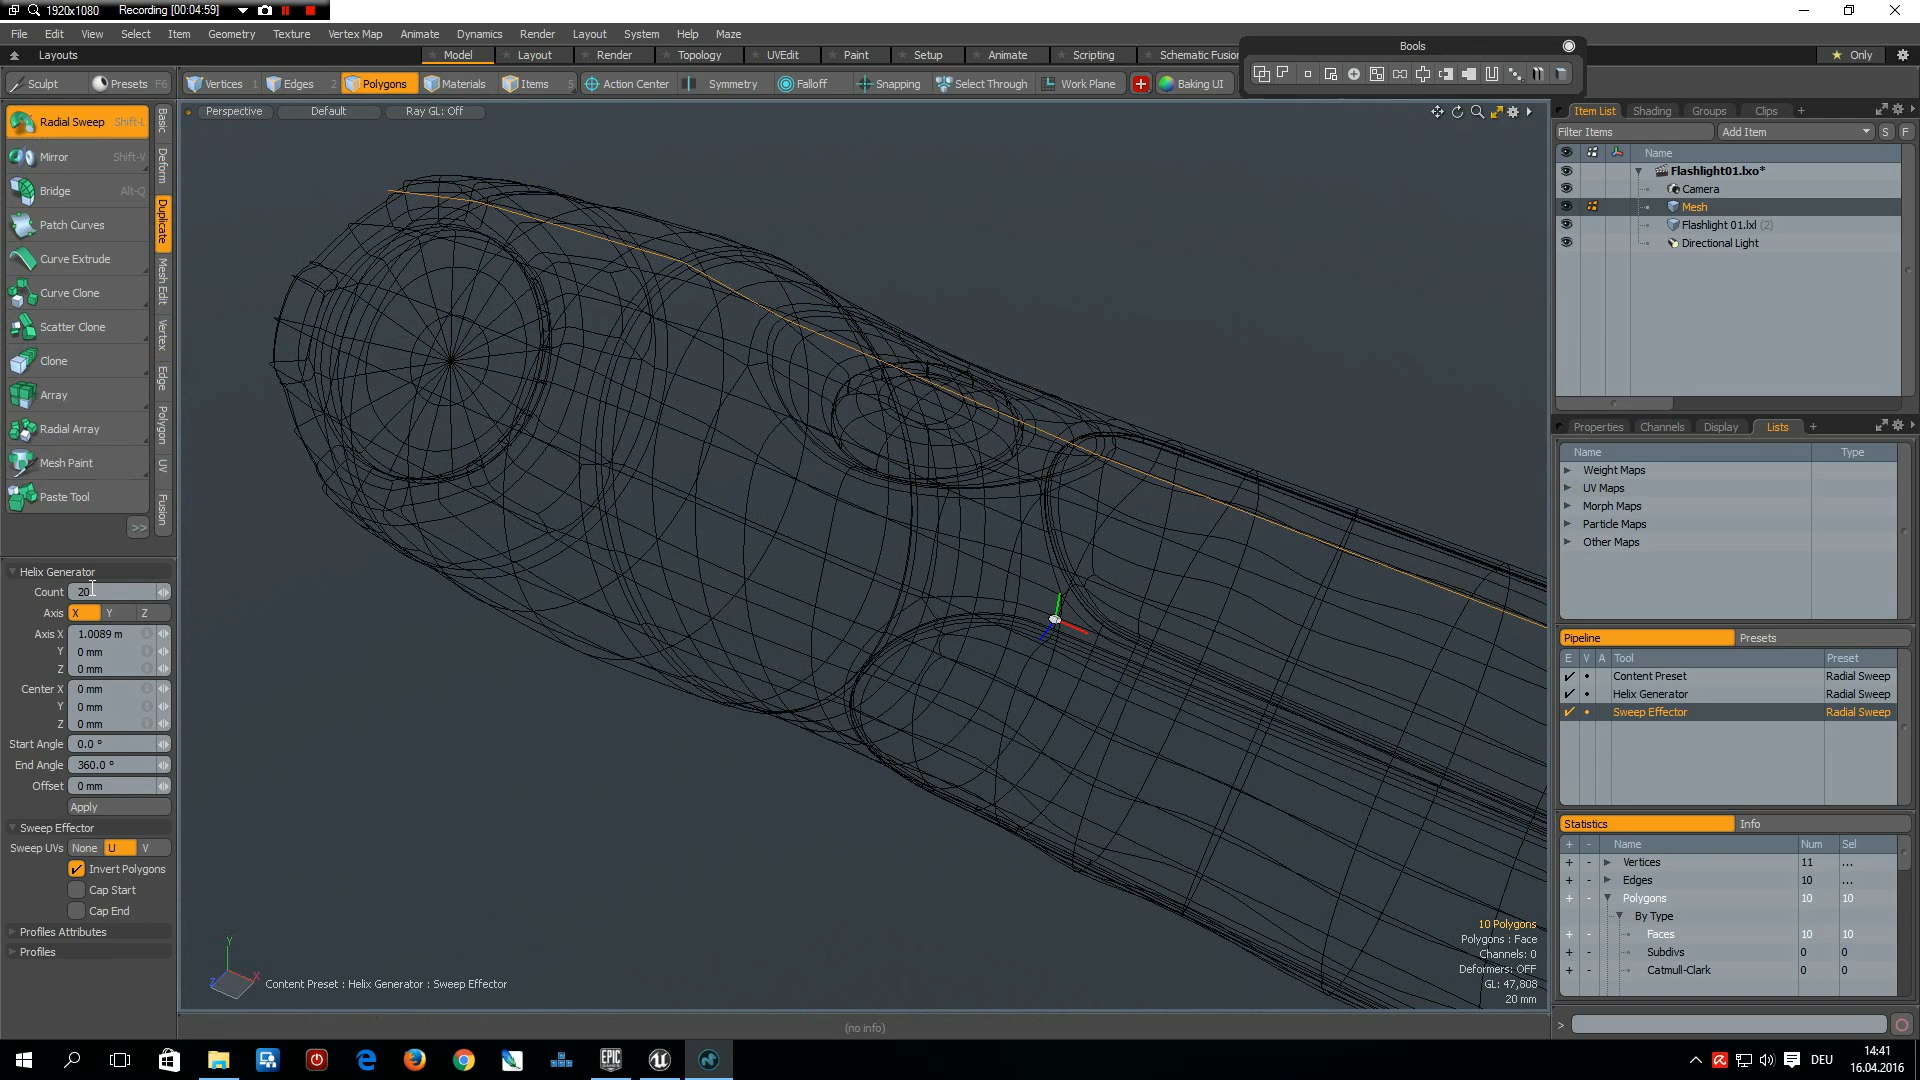 1920x1080 Recording [00:04:59]
File Edit View Select Item Geometry Texture Vertex Map Animate Dynamics Render Layout System Help Maze
Layouts Model Layout Render Topology UVEdit Paint Setup Animate Scripting Schematic Fusion Only
Bools
Sculpt Presets F6 Vertices 1 Edges 2 Polygons Materials Items 5 Action Center Symmetry Falloff Snapping Select Through Work Plane Baking UI
Perspective Default Ray GL: Off
Radial Sweep Shift-L
Mirror Shift-V
Bridge Alt-Q
Patch Curves
Curve Extrude
Curve Clone
Scatter Clone
Clone
Array
Radial Array
Mesh Paint
Paste Tool
>>
Basic
Deform
Duplicate
Mesh Edit
Vertex
Edge
Polygon
UV
Fusion
Helix Generator
Count 20
Axis X Y Z
Axis X 1.0089 m
Y 0 mm
Z 0 mm
Center X 0 mm
Y 0 mm
Z 0 mm
Start Angle 0.0 °
End Angle 360.0 °
Offset 0 mm
Apply
Sweep Effector
Sweep UVs None U V
Invert Polygons
Cap Start
Cap End
Profiles Attributes
Profiles
Y
X
Z
Content Preset : Helix Generator : Sweep Effector
10 Polygons
Polygons : Face
Channels: 0
Deformers: OFF
GL: 47,808
20 mm
(no info)
Item List Shading Groups Clips +
Filter Items Add Item S F
Name
Flashlight01.lxo*
Camera
Mesh
Flashlight 01.lxl (2)
Directional Light
Properties Channels Display Lists +
Name Type
Weight Maps
UV Maps
Morph Maps
Particle Maps
Other Maps
Pipeline Presets
E V A Tool Preset
Content Preset Radial Sweep
Helix Generator Radial Sweep
Sweep Effector Radial Sweep
Statistics Info
+ - Name Num Sel
+ - Vertices 11 ...
+ - Edges 10 ...
+ - Polygons 10 10
By Type
+ - Faces 10 10
+ - Subdivs 0 0
+ - Catmull-Clark 0 0
>
EPIC GAMES
DEU
14:41
16.04.2016